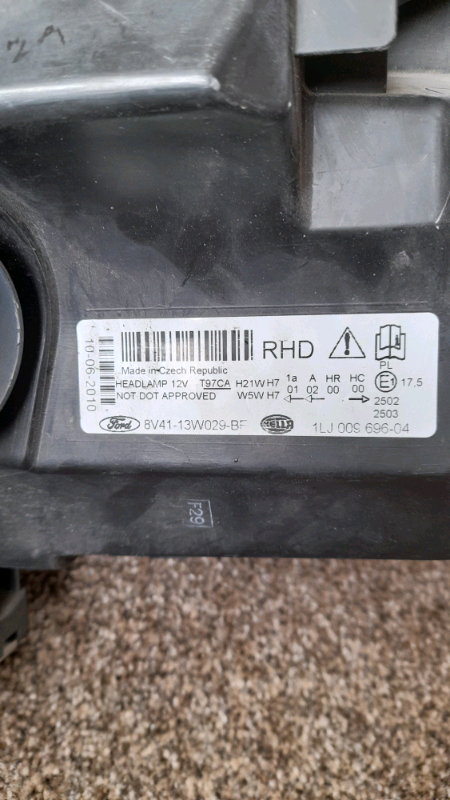 RHD
10-06-2010
Made in Czech Republic
HEADLAMP 12V T97CA H21W H7 1a A HR HC
01 02 00 00
NOT DOT APPROVED W5W H7
PL
E1 17.5
2502
2503
Ford 8V41-13W029- HELLA 1LJ 009 696-04
F29